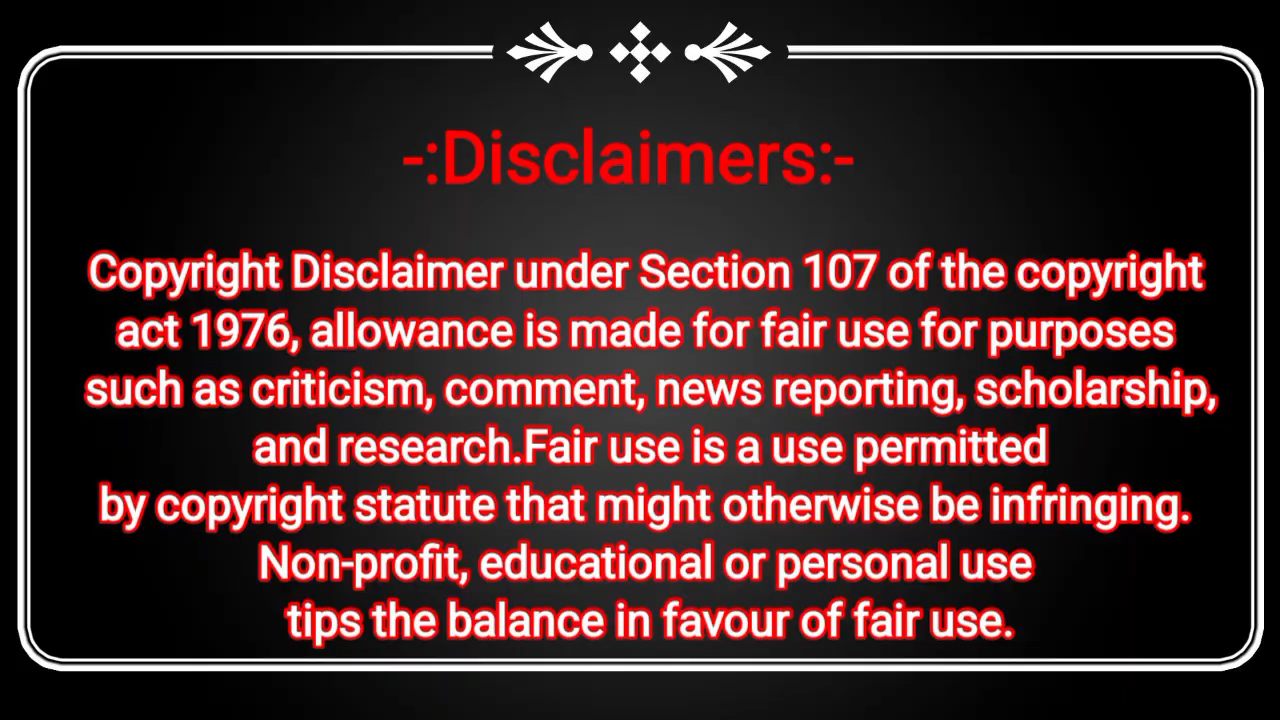 -:Disclaimers:-
Copyright Disclaimer under Section 107 of the copyright
act 1976, allowance is made for fair use for purposes
such as criticism, comment, news reporting, scholarship,
and research.Fair use is a use permitted
by copyright statute that might otherwise be infringing.
Non-profit, educational or personal use
tips the balance in favour of fair use.